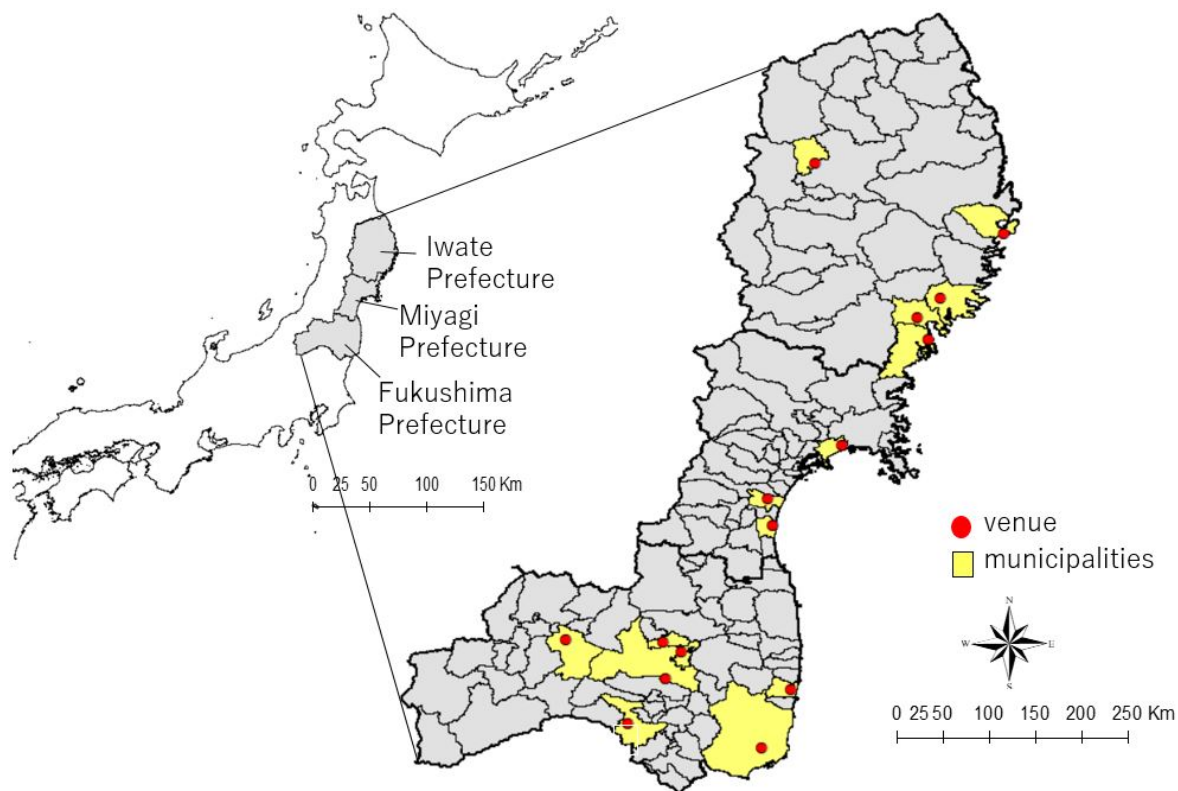 Iwate
Prefecture
Miyagi
Prefecture
Fukushima
Prefecture
0 25 50 100 150 Km
venue
municipalities
N
W E
S
0 25 50 100 150 200 250 Km